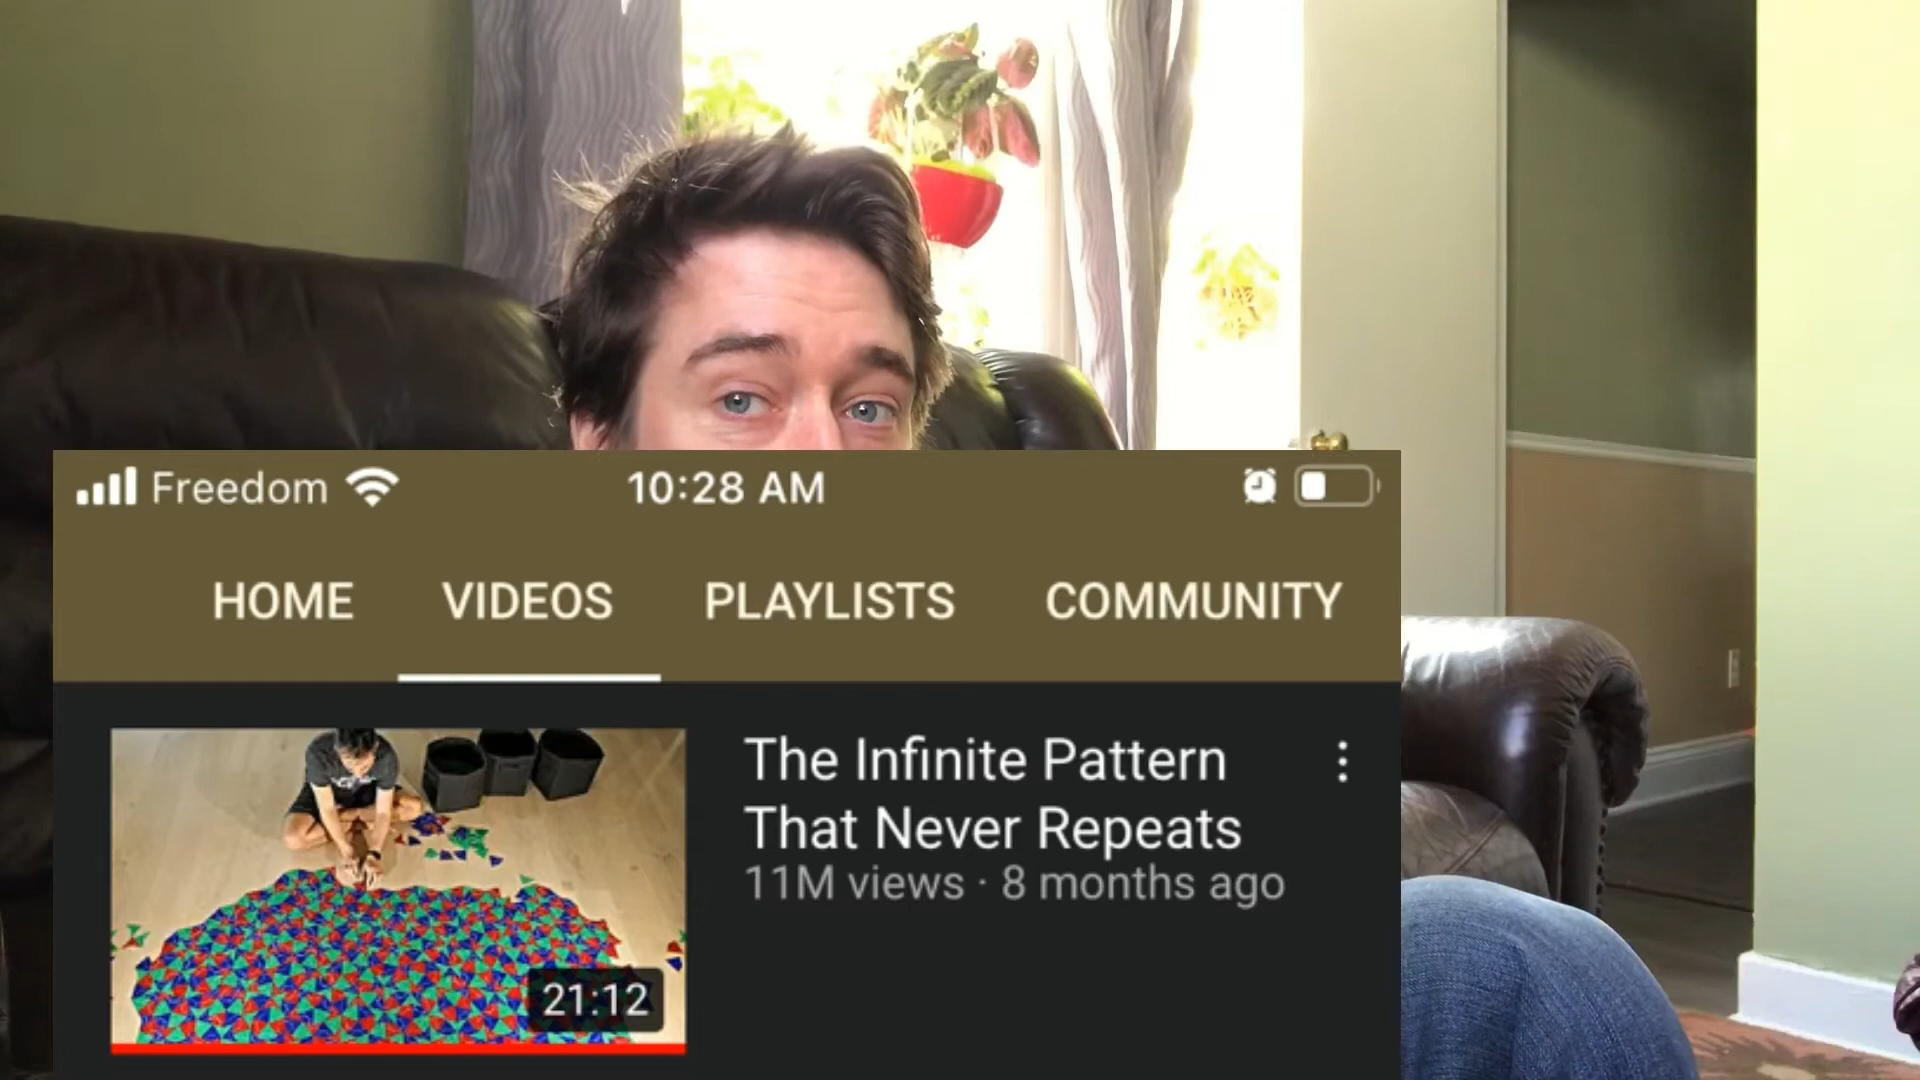 Freedom 10:28 AM
HOME VIDEOS PLAYLISTS COMMUNITY
The Infinite Pattern
That Never Repeats
11M views · 8 months ago
21:12